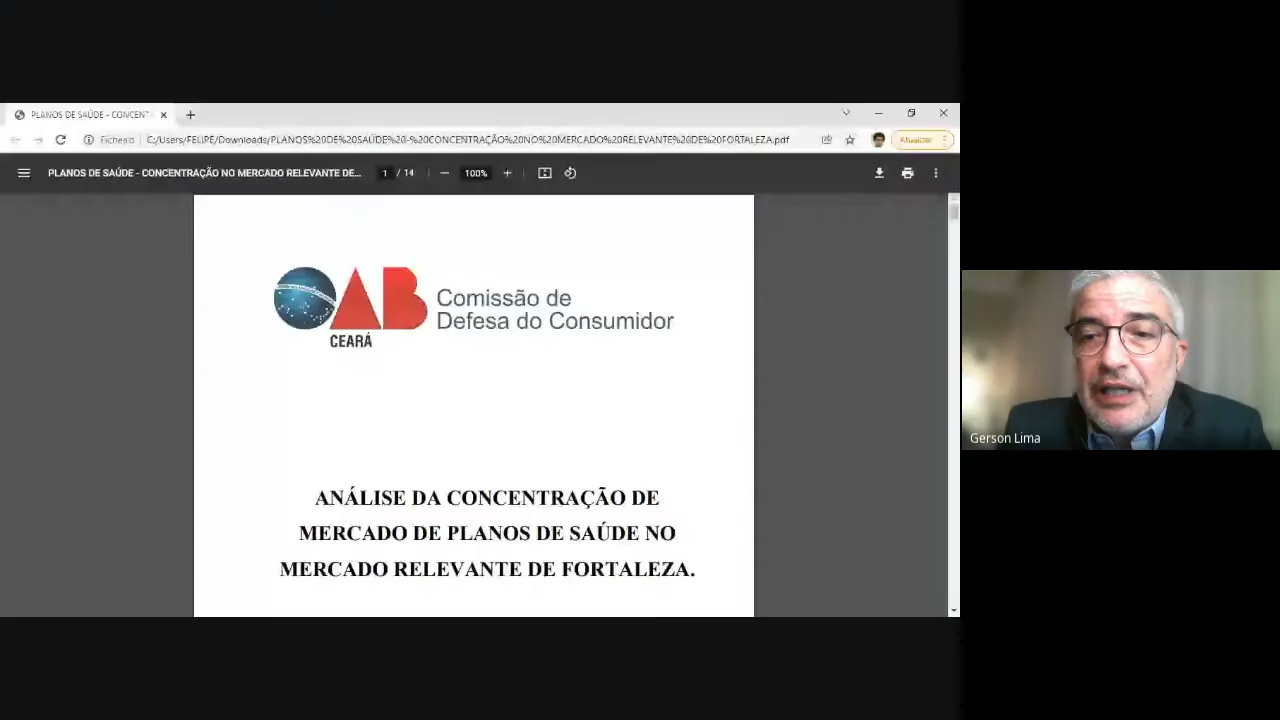 PLANOS DE SAÚDE - CONCENT
Ficheiro
C:/Users/FELIPE/Downloads/PLANOS%20DE%20SAÚDE%20-%20CONCENTRAÇÃO%20NO%20MERCADO%20RELEVANTE%20DE%20FORTALEZA.pdf
Atualizar
PLANOS DE SAÚDE - CONCENTRAÇÃO NO MERCADO RELEVANTE DE...
1 / 14
100%
OAB
CEARÁ
Comissão de
Defesa do Consumidor
ANÁLISE DA CONCENTRAÇÃO DE
MERCADO DE PLANOS DE SAÚDE NO
MERCADO RELEVANTE DE FORTALEZA.
Gerson Lima